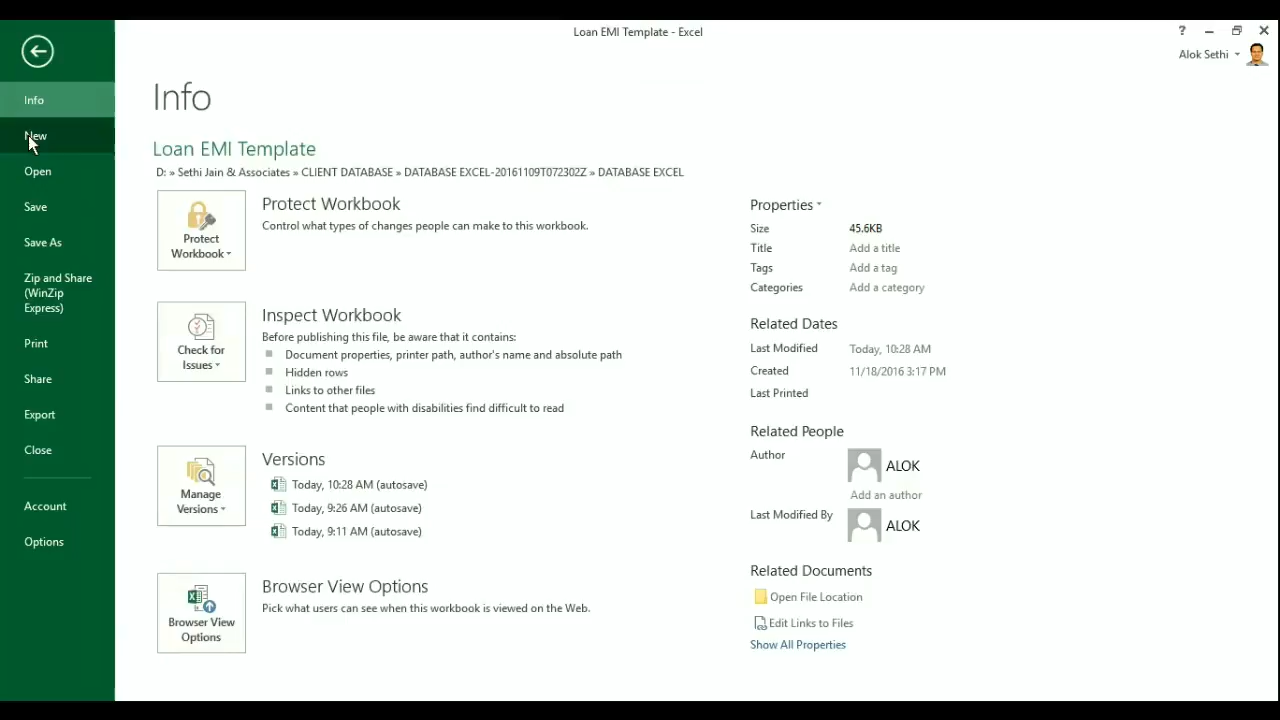 Loan EMI Template - Excel
?
Alok Sethi
Info
New
Open
Save
Save As
Zip and Share
(WinZip
Express)
Print
Share
Export
Close
Account
Options
Info
Loan EMI Template
D: » Sethi Jain & Associates » CLIENT DATABASE » DATABASE EXCEL-20161109T072302Z » DATABASE EXCEL
Protect
Workbook
Protect Workbook
Control what types of changes people can make to this workbook.
Check for
Issues
Inspect Workbook
Before publishing this file, be aware that it contains:
Document properties, printer path, author's name and absolute path
Hidden rows
Links to other files
Content that people with disabilities find difficult to read
Manage
Versions
Versions
Today, 10:28 AM (autosave)
Today, 9:26 AM (autosave)
Today, 9:11 AM (autosave)
Browser View
Options
Browser View Options
Pick what users can see when this workbook is viewed on the Web.
Properties
Size 45.6KB
Title Add a title
Tags Add a tag
Categories Add a category
Related Dates
Last Modified Today, 10:28 AM
Created 11/18/2016 3:17 PM
Last Printed
Related People
Author ALOK
Add an author
Last Modified By ALOK
Related Documents
Open File Location
Edit Links to Files
Show All Properties